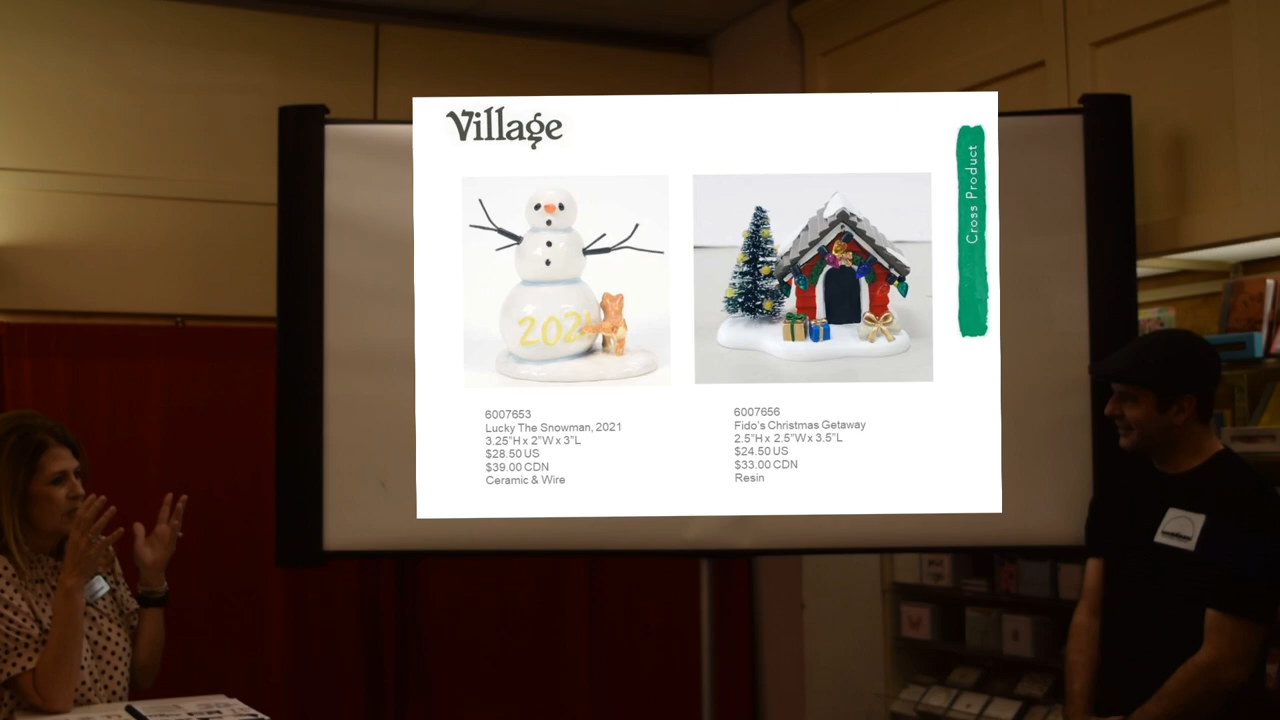 Village
Cross Product
2021
6007653
Lucky The Snowman, 2021
3.25"H x 2"W x 3"L
$28.50 US
$39.00 CDN
Ceramic & Wire
6007656
Fido's Christmas Getaway
2.5"H x 2.5"W x 3.5"L
$24.50 US
$33.00 CDN
Resin